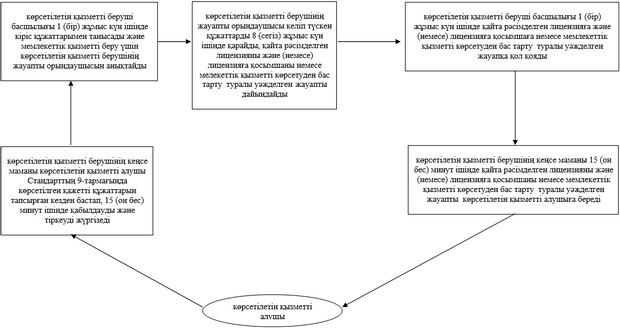 көрсетілетін қызметті беруші
басшылығы 1 (бір) жұмыс күн ішінде
кіріс құжаттарымен танысады және
мемлекеттік қызметті беру үшін
көрсетілетін қызметті берушінің
жауапты орындаушысын анықтайды
көрсетілетін қызметті берушінің
жауапты орындаушысы келіп түскен
құжаттарды 8 (сегіз) жұмыс күн
ішінде қарайды, қайта рәсімделген
лицензияны және (немесе)
лицензияға қосымшаны немесе
мелекеттік қызметті көрсетуден бас
тарту туралы уәжделген жауапты
дайындайды
көрсетілетін қызметті беруші басшылығы 1 (бір)
жұмыс күн ішінде қайта рәсімделген лицензияға және
(немесе) лицензияға қосымшаға немесе мемлекеттік
қызметті көрсетуден бас тарту туралы уәжделген
жауапқа қол қояды
көрсетілетін қызметті берушінің кеңсе
маманы көрсетілетін қызметті алушы
Стандарттың 9-тармағында
көрсетілген қажетті құжаттарын
тапсырған кезден бастап, 15 (он бес)
минут ішінде қабылдауды және
тіркеуді жүргізеді
көрсетілетін қызметті берушінің кеңсе маманы 15 (он
бес) минут ішінде қайта рәсімделген лицензияны және
(немесе) лицензияға қосымшаны немесе мемлекеттік
қызметті көрсетуден бас тарту туралы уәжделген
жауапты көрсетілетін қызметті алушыға береді
көрсетілетін қызметті
алушы